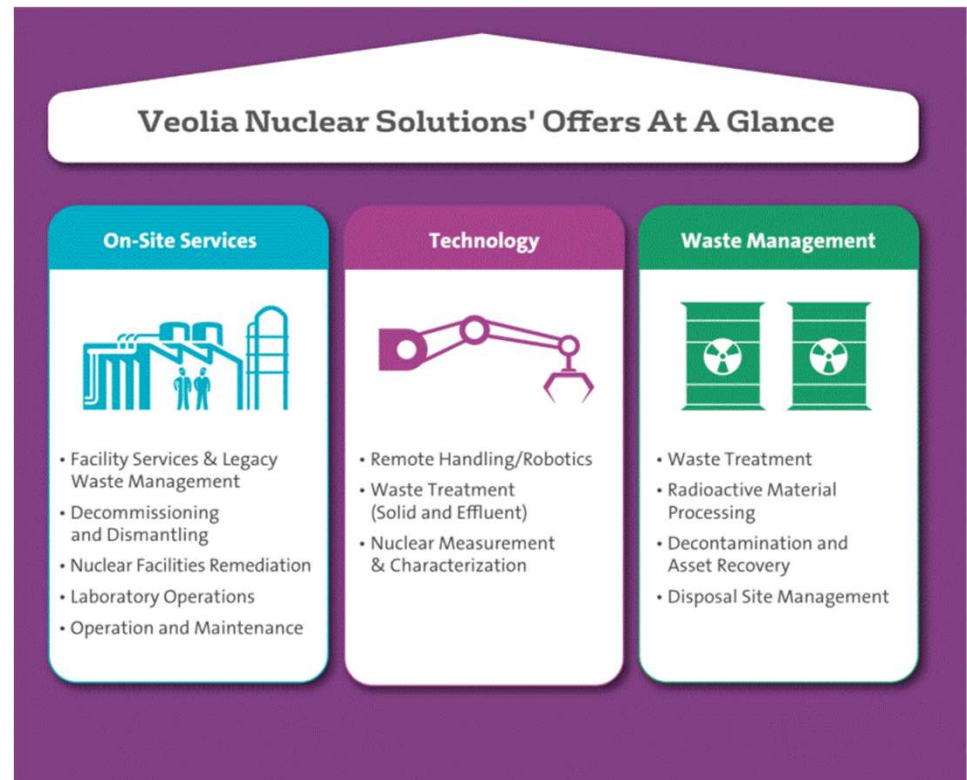 Veolia Nuclear Solutions' Offers At A Glance
On-Site Services
• Facility Services & Legacy
Waste Management
• Decommissioning
and Dismantling
• Nuclear Facilities Remediation
• Laboratory Operations
• Operation and Maintenance
Technology
• Remote Handling/Robotics
• Waste Treatment
(Solid and Effluent)
• Nuclear Measurement
& Characterization
Waste Management
• Waste Treatment
• Radioactive Material
Processing
• Decontamination and
Asset Recovery
• Disposal Site Management